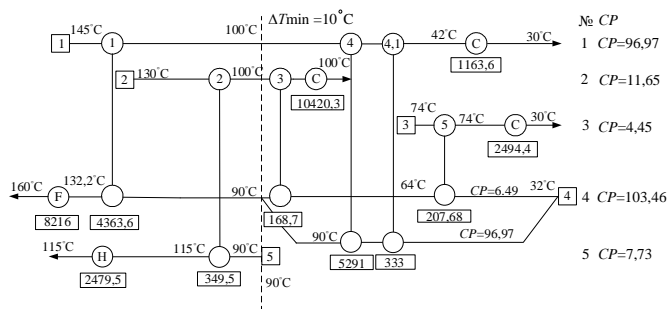 ΔTmin =10°C
№ CP
1 145°C 1 100°C 4 4,1 42°C C 30°C 1 CP=96,97
1163,6
2 130°C 2 100°C 3 C 100°C 2 CP=11,65
10420,3
3 74°C 5 74°C C 30°C 3 CP=4,45
2494,4
160°C F 132,2°C 90°C 64°C CP=6.49 32°C 4 4 CP=103,46
8216 4363,6 168,7 207,68
90°C CP=96,97
5291 333
115°C H 115°C 90°C 5 5 CP=7,73
2479,5 349,5 90°C